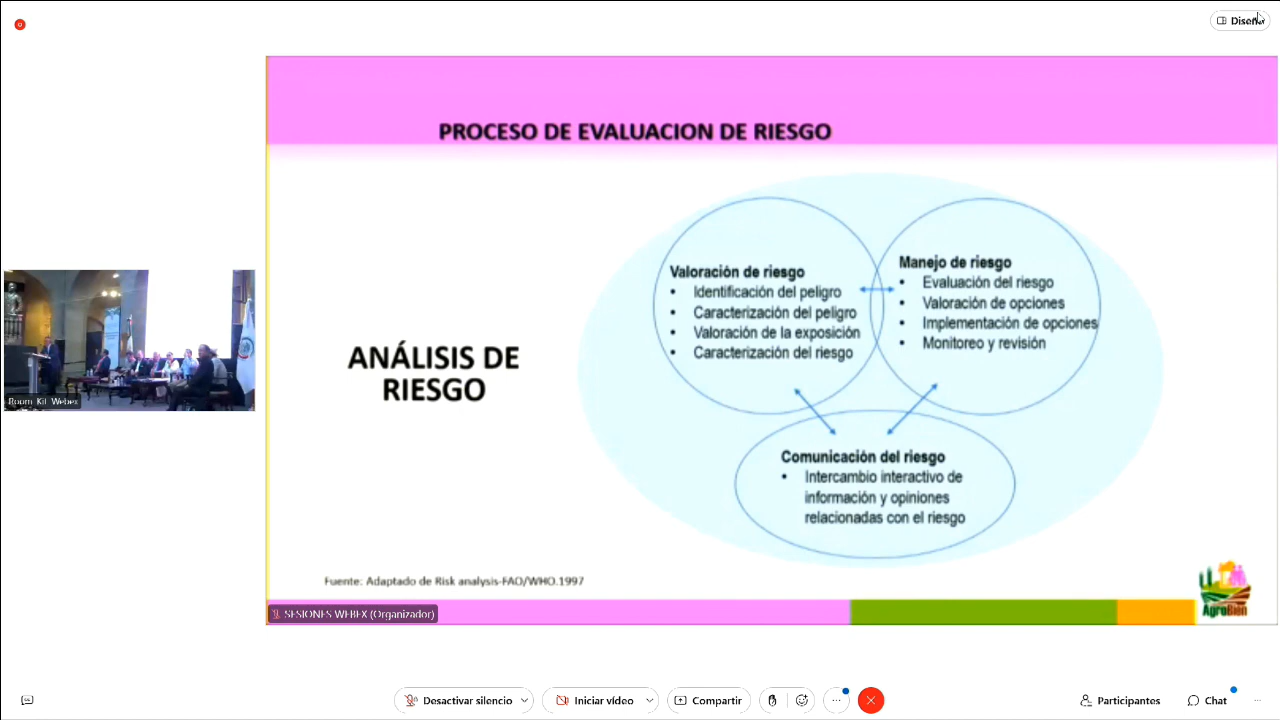 Diseño
PROCESO DE EVALUACION DE RIESGO
ANÁLISIS DE
RIESGO
Valoración de riesgo
• Identificación del peligro
• Caracterización del peligro
• Valoración de la exposición
• Caracterización del riesgo
Manejo de riesgo
• Evaluación del riesgo
• Valoración de opciones
• Implementación de opciones
• Monitoreo y revisión
Comunicación del riesgo
• Intercambio interactivo de
información y opiniones
relacionadas con el riesgo
Room_Kit_Webex
Fuente: Adaptado de Risk analysis-FAO/WHO.1997
AgroBien
SESIONES WEBEX (Organizador)
Desactivar silencio
Iniciar vídeo
Compartir
Participantes
Chat